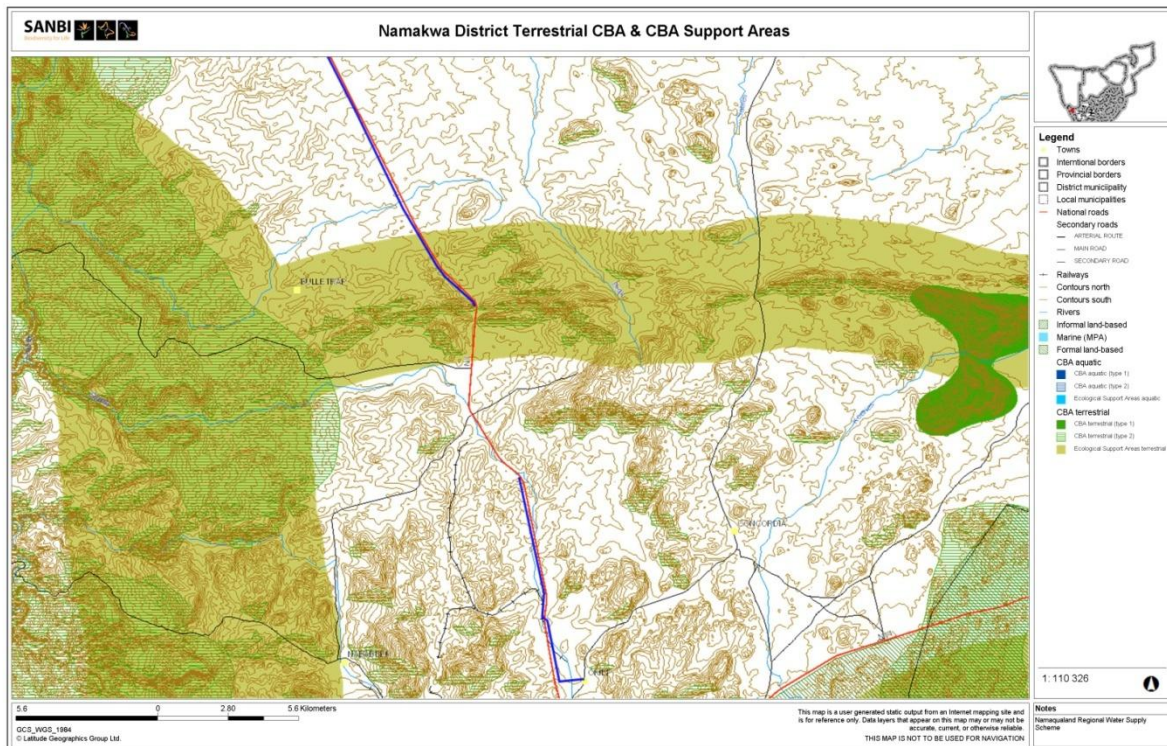 SANBI
Biodiversity for Life
Namakwa District Terrestrial CBA & CBA Support Areas
BULLETRAP
CONCORDIA
NABABEEP
OKIEP
Legend
Towns
Interntional borders
Provincial borders
District municiipality
Local municipalities
National roads
Secondary roads
ARTERIAL ROUTE
MAIN ROAD
SECONDARY ROAD
Railways
Contours north
Contours south
Rivers
Informal land-based
Marine (MPA)
Formal land-based
CBA aquatic
CBA aquatic (type 1)
CBA aquatic (type 2)
Ecological Support Areas aquatic
CBA terrestrial
CBA terrestrial (type 1)
CBA terrestrial (type 2)
Ecological Support Areas terrestrial
1: 110 326
Notes
Namaqualand Regional Water Supply
Scheme
5.6 0 2.80 5.6 Kilometers
GCS_WGS_1984
© Latitude Geographics Group Ltd.
This map is a user generated static output from an Internet mapping site and
is for reference only. Data layers that appear on this map may or may not be
accurate, current, or otherwise reliable.
THIS MAP IS NOT TO BE USED FOR NAVIGATION